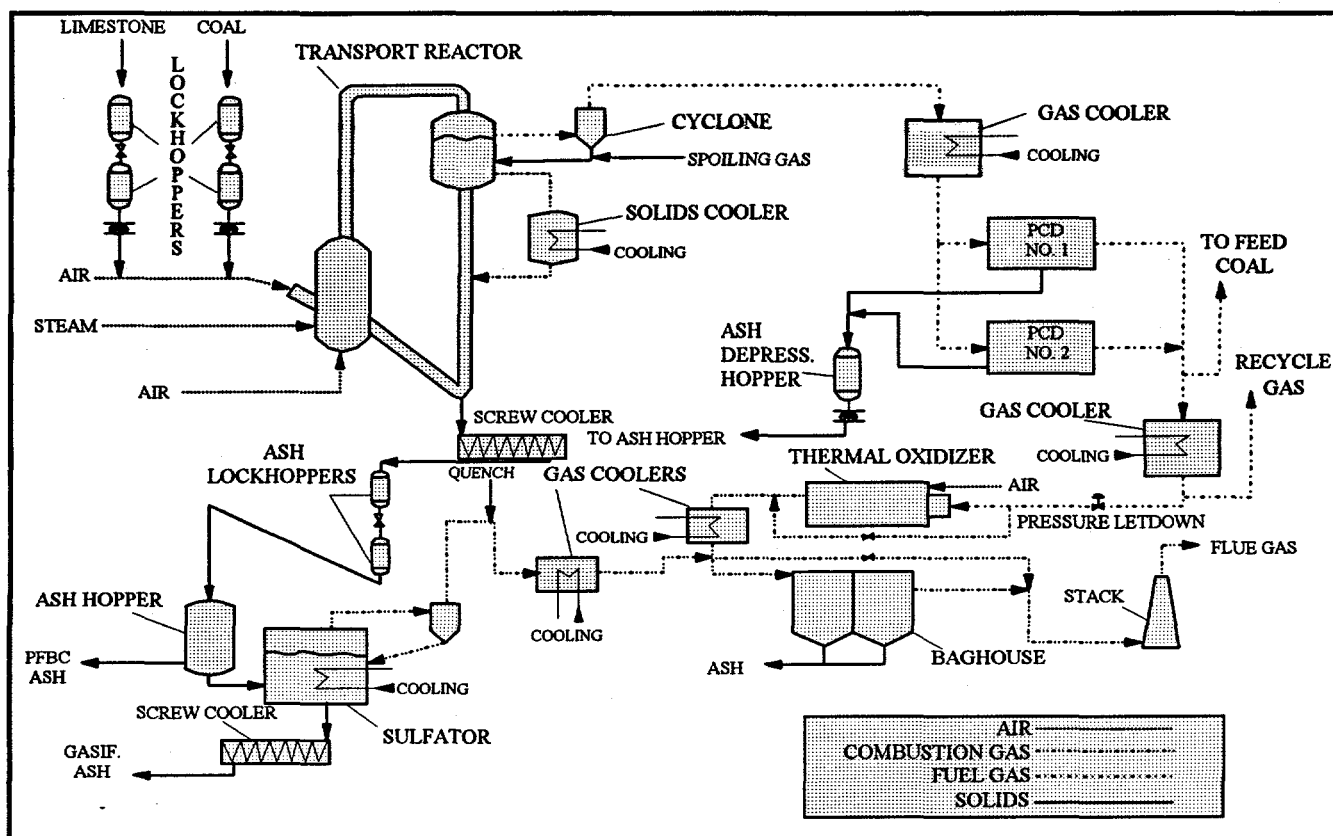 LIMESTONE
COAL
LOCKHOPPERS
TRANSPORT REACTOR
CYCLONE
SPOILING GAS
GAS COOLER
COOLING
SOLIDS COOLER
COOLING
PCD
NO. 1
TO FEED
COAL
AIR
STEAM
AIR
ASH
DEPRESS.
HOPPER
PCD
NO. 2
RECYCLE
GAS
SCREW COOLER
TO ASH HOPPER
GAS COOLER
COOLING
ASH
LOCKHOPPERS
QUENCH
GAS COOLERS
THERMAL OXIDIZER
AIR
PRESSURE LETDOWN
COOLING
FLUE GAS
STACK
ASH HOPPER
COOLING
BAGHOUSE
ASH
PFBC
ASH
COOLING
SCREW COOLER
SULFATOR
GASIF.
ASH
AIR
COMBUSTION GAS
FUEL GAS
SOLIDS